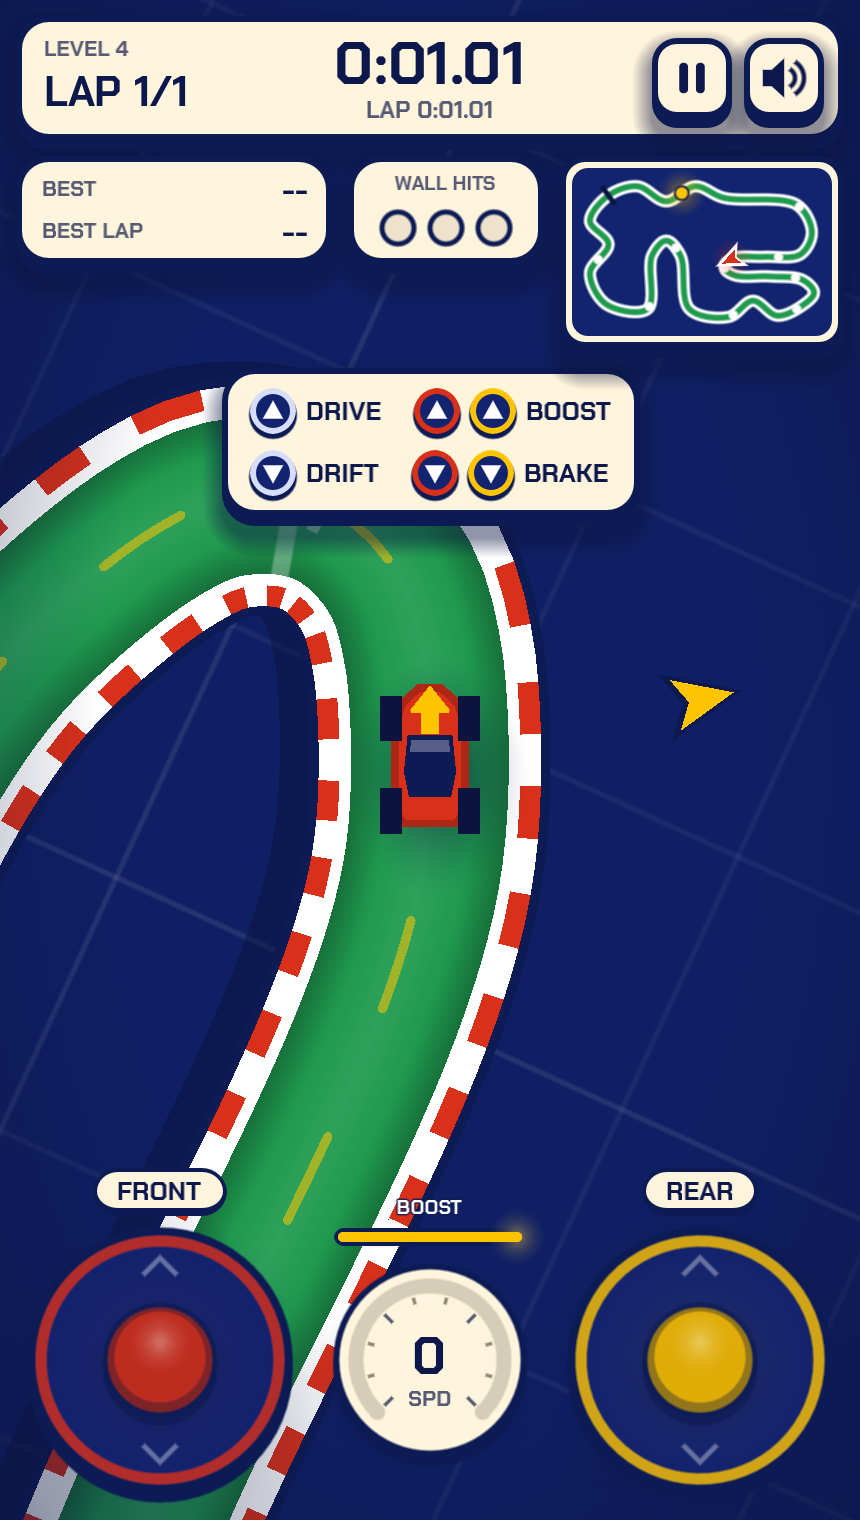 LEVEL 4
LAP 1/1
0:01.01
LAP 0:01.01
BEST --
BEST LAP --
WALL HITS
DRIVE BOOST
DRIFT BRAKE
FRONT
REAR
BOOST
0
SPD